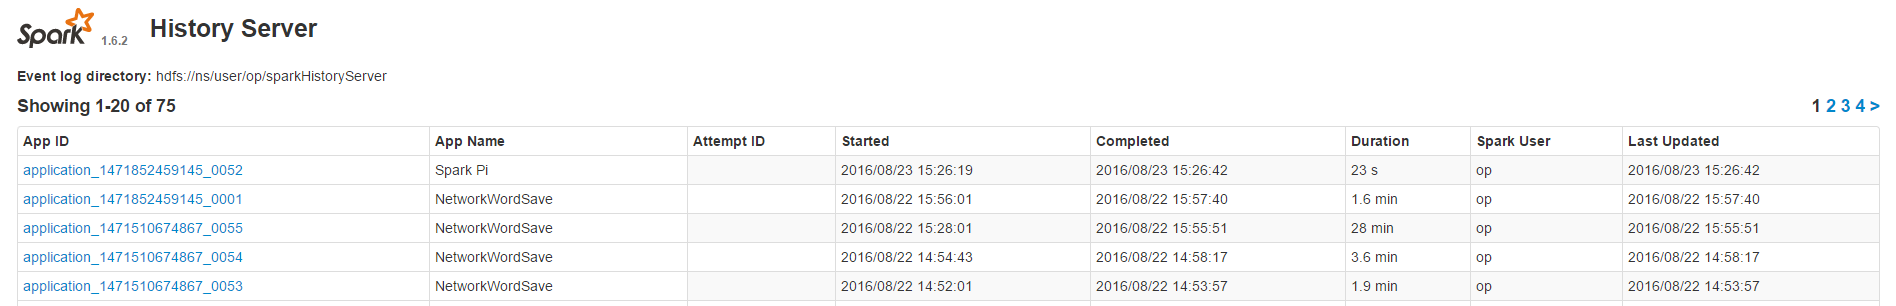 Spark 1.6.2 History Server
Event log directory: hdfs://ns/user/op/sparkHistoryServer
Showing 1-20 of 75 1 2 3 4 >
App ID App Name Attempt ID Started Completed Duration Spark User Last Updated
application_1471852459145_0052 Spark Pi 2016/08/23 15:26:19 2016/08/23 15:26:42 23 s op 2016/08/23 15:26:42
application_1471852459145_0001 NetworkWordSave 2016/08/22 15:56:01 2016/08/22 15:57:40 1.6 min op 2016/08/22 15:57:40
application_1471510674867_0055 NetworkWordSave 2016/08/22 15:28:01 2016/08/22 15:55:51 28 min op 2016/08/22 15:55:51
application_1471510674867_0054 NetworkWordSave 2016/08/22 14:54:43 2016/08/22 14:58:17 3.6 min op 2016/08/22 14:58:17
application_1471510674867_0053 NetworkWordSave 2016/08/22 14:52:01 2016/08/22 14:53:57 1.9 min op 2016/08/22 14:53:57